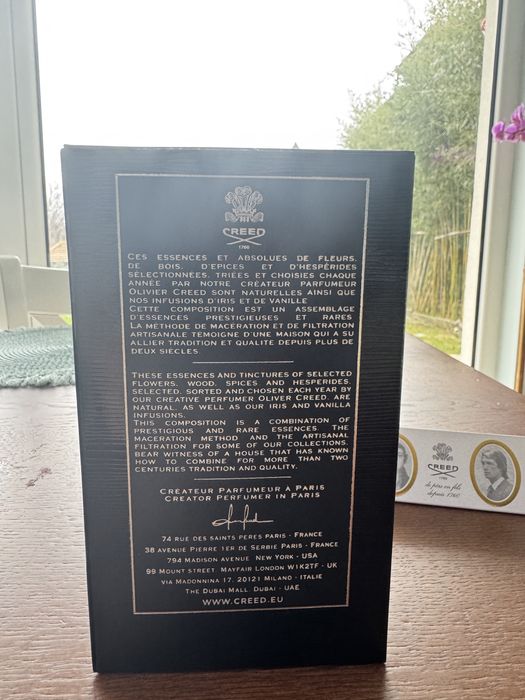 CREED
1760
CES ESSENCES ET ABSOLUES DE FLEURS,
DE BOIS, D'EPICES ET D'HESPÉRIDES
SÉLECTIONNÉES, TRIÉES ET CHOISIES CHAQUE
ANNÉE PAR NOTRE CRÉATEUR PARFUMEUR
OLIVIER CREED SONT NATURELLES AINSI QUE
NOS INFUSIONS D'IRIS ET DE VANILLE
CETTE COMPOSITION EST UN ASSEMBLAGE
D'ESSENCES PRESTIGIEUSES ET RARES
LA MÉTHODE DE MACÉRATION ET DE FILTRATION
ARTISANALE TEMOIGNE D'UNE MAISON QUI A SU
ALLIER TRADITION ET QUALITE DEPUIS PLUS DE
DEUX SIECLES
THESE ESSENCES AND TINCTURES OF SELECTED
FLOWERS, WOOD, SPICES AND HESPERIDES,
SELECTED, SORTED AND CHOSEN EACH YEAR BY
OUR CREATIVE PERFUMER OLIVER CREED, ARE
NATURAL, AS WELL AS OUR IRIS AND VANILLA
INFUSIONS.
THIS COMPOSITION IS A COMBINATION OF
PRESTIGIOUS AND RARE ESSENCES. THE
MACERATION METHOD AND THE ARTISANAL
FILTRATION FOR SOME OF OUR COLLECTIONS,
BEAR WITNESS OF A HOUSE THAT HAS KNOWN
HOW TO COMBINE FOR MORE THAN TWO
CENTURIES TRADITION AND QUALITY.
CRÉATEUR PARFUMEUR À PARIS
CREATOR PERFUMER IN PARIS
74 RUE DES SAINTS PERES PARIS - FRANCE
38 AVENUE PIERRE 1ER DE SERBIE PARIS - FRANCE
794 MADISON AVENUE NEW YORK - USA
99 MOUNT STREET MAYFAIR LONDON W1K2TF - UK
VIA MADONNINA 17, 20121 MILANO - ITALIE
THE DUBAI MALL, DUBAI - UAE
WWW.CREED.EU
CREED
1760
de père en fils
depuis 1760